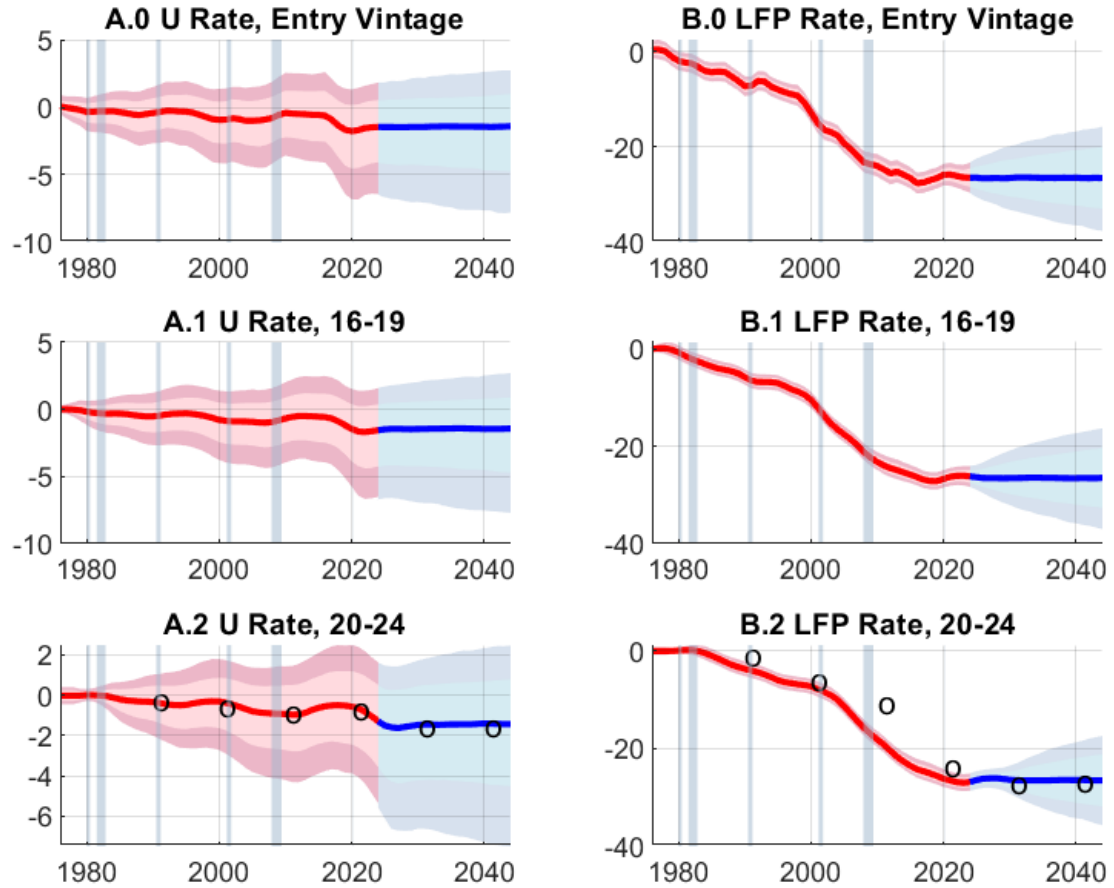 A.0 U Rate, Entry Vintage
5
0
-5
-10
1980 2000 2020 2040
B.0 LFP Rate, Entry Vintage
0
-20
-40
1980 2000 2020 2040
A.1 U Rate, 16-19
5
0
-5
-10
1980 2000 2020 2040
B.1 LFP Rate, 16-19
0
-20
-40
1980 2000 2020 2040
A.2 U Rate, 20-24
2
0
-2
-4
-6
1980 2000 2020 2040
B.2 LFP Rate, 20-24
0
-20
-40
1980 2000 2020 2040